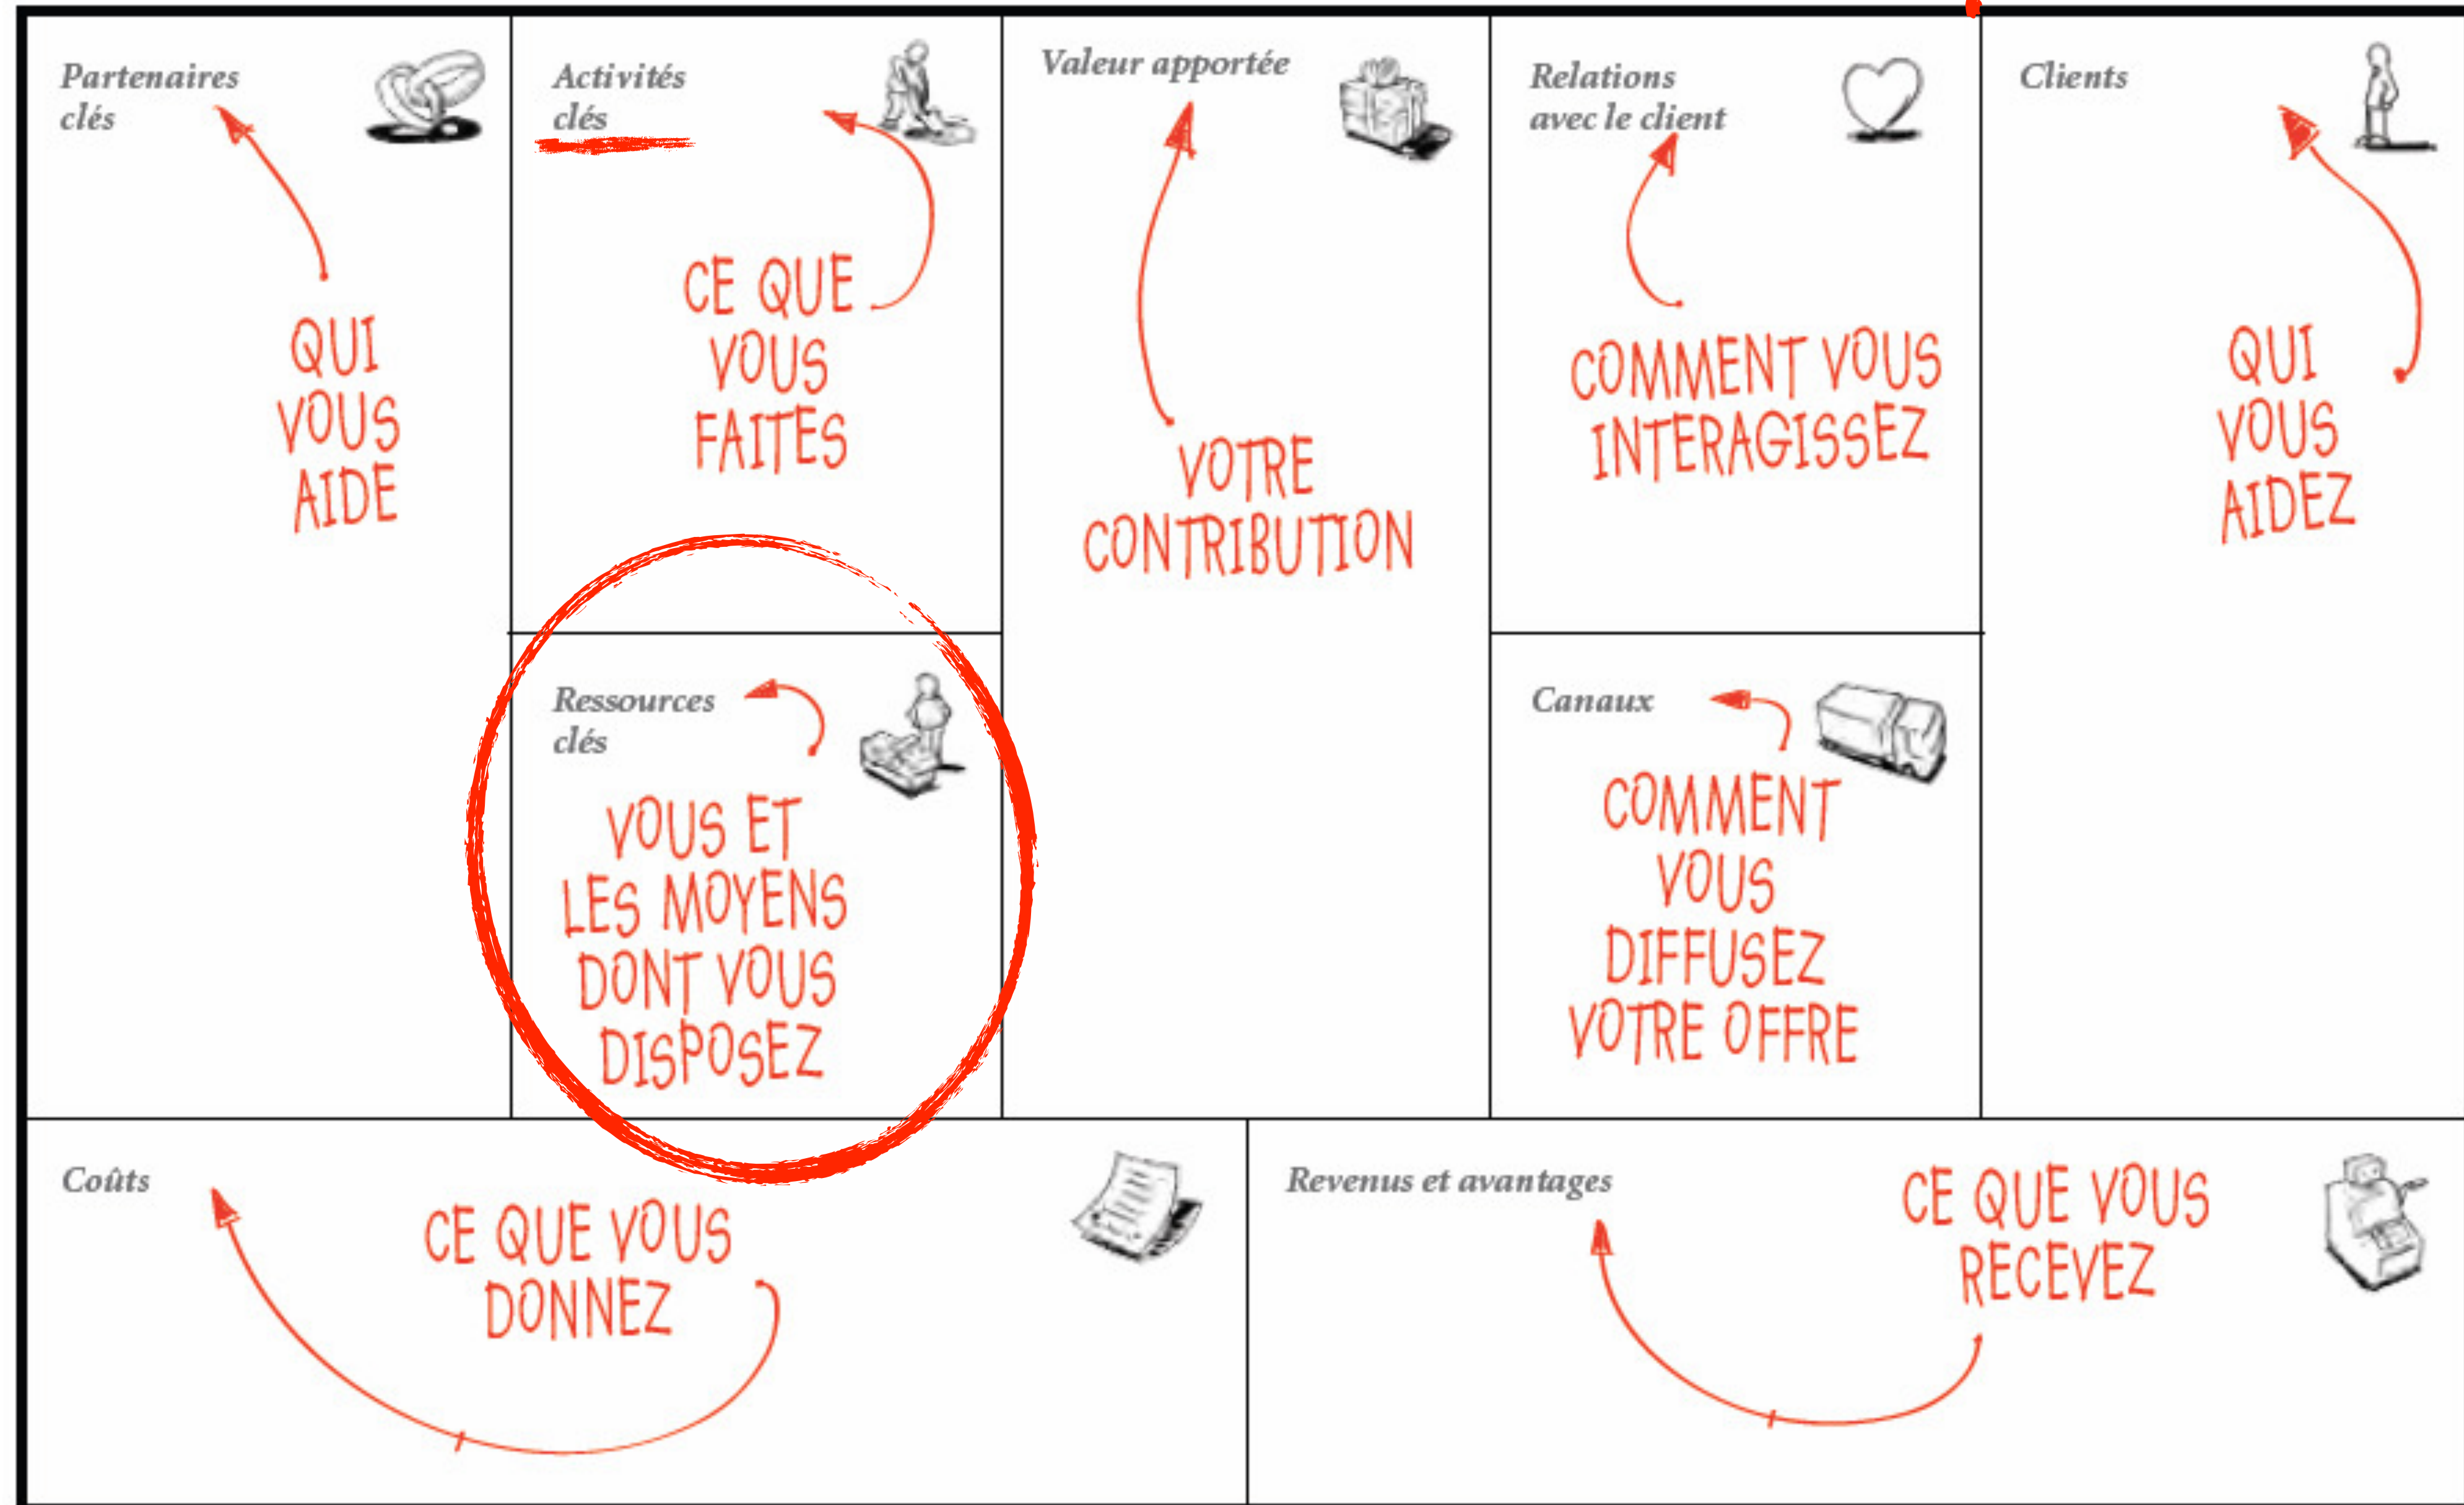 Partenaires
clés
QUI
VOUS
AIDE
Activités
clés
CE QUE
VOUS
FAITES
Ressources
clés
VOUS ET
LES MOYENS
DONT VOUS
DISPOSEZ
Valeur apportée
VOTRE
CONTRIBUTION
Relations
avec le client
COMMENT VOUS
INTERAGISSEZ
Canaux
COMMENT
VOUS
DIFFUSEZ
VOTRE OFFRE
Clients
QUI
VOUS
AIDEZ
Coûts
CE QUE VOUS
DONNEZ
Revenus et avantages
CE QUE VOUS
RECEVEZ